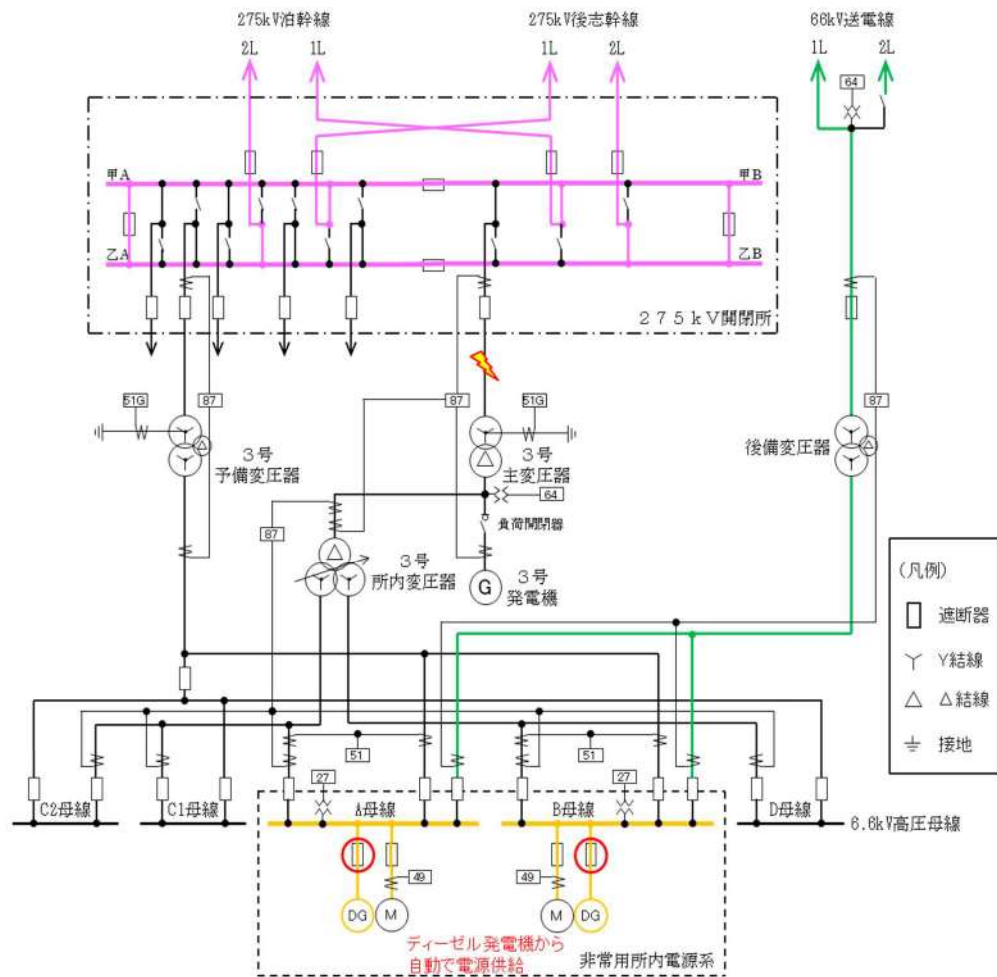 275kV泊幹線
275kV後志幹線
66kV送電線
2L
1L
1L
2L
1L
2L
64
甲A
甲B
乙A
乙B
275kV開閉所
51G
87
87
51G
87
3号
予備変圧器
3号
主変圧器
後備変圧器
64
87
負荷開閉器
3号
所内変圧器
G
3号
発電機
(凡例)
遮断器
Y結線
Δ結線
接地
51
51
27
27
C2母線
C1母線
A母線
B母線
D母線
6.6kV高圧母線
49
49
DG
M
M
DG
ディーゼル発電機から
自動で電源供給
非常用所内電源系